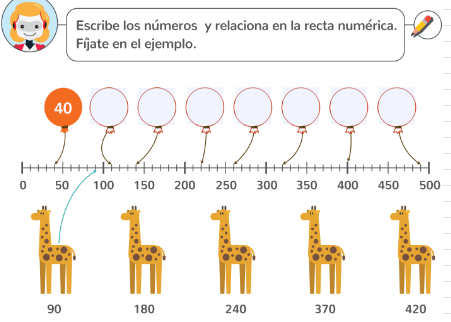 Escribe los números y relaciona en la recta numérica.
Fíjate en el ejemplo.
40
0 50 100 150 200 250 300 350 400 450 500
90 180 240 370 420